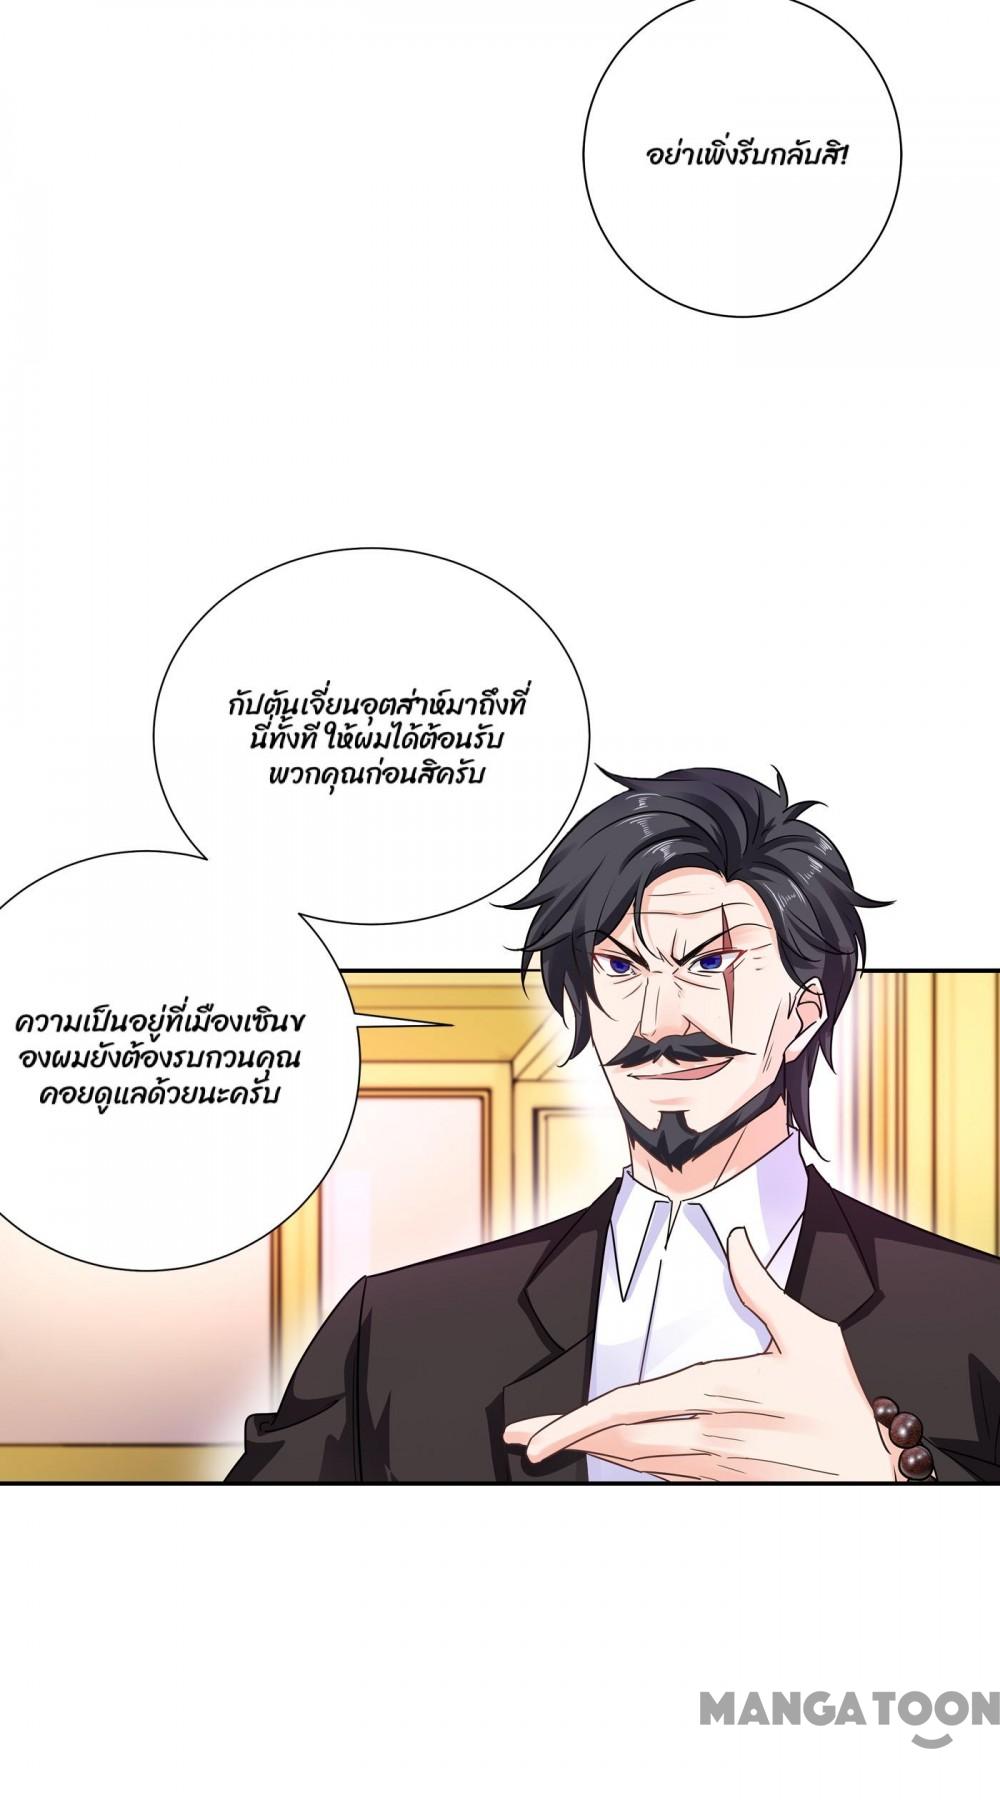 อย่าเพิ่งรีบกลับสิ!
กัปตันเจี่ยนอุตส่าห์มาถึงที่
นี่ทั้งที ให้ผมได้ต้อนรับ
พวกคุณก่อนสิครับ
ความเป็นอยู่ที่เมืองเซินข
องผมยังต้องรบกวนคุณ
คอยดูแลด้วยนะครับ
MANGATOON